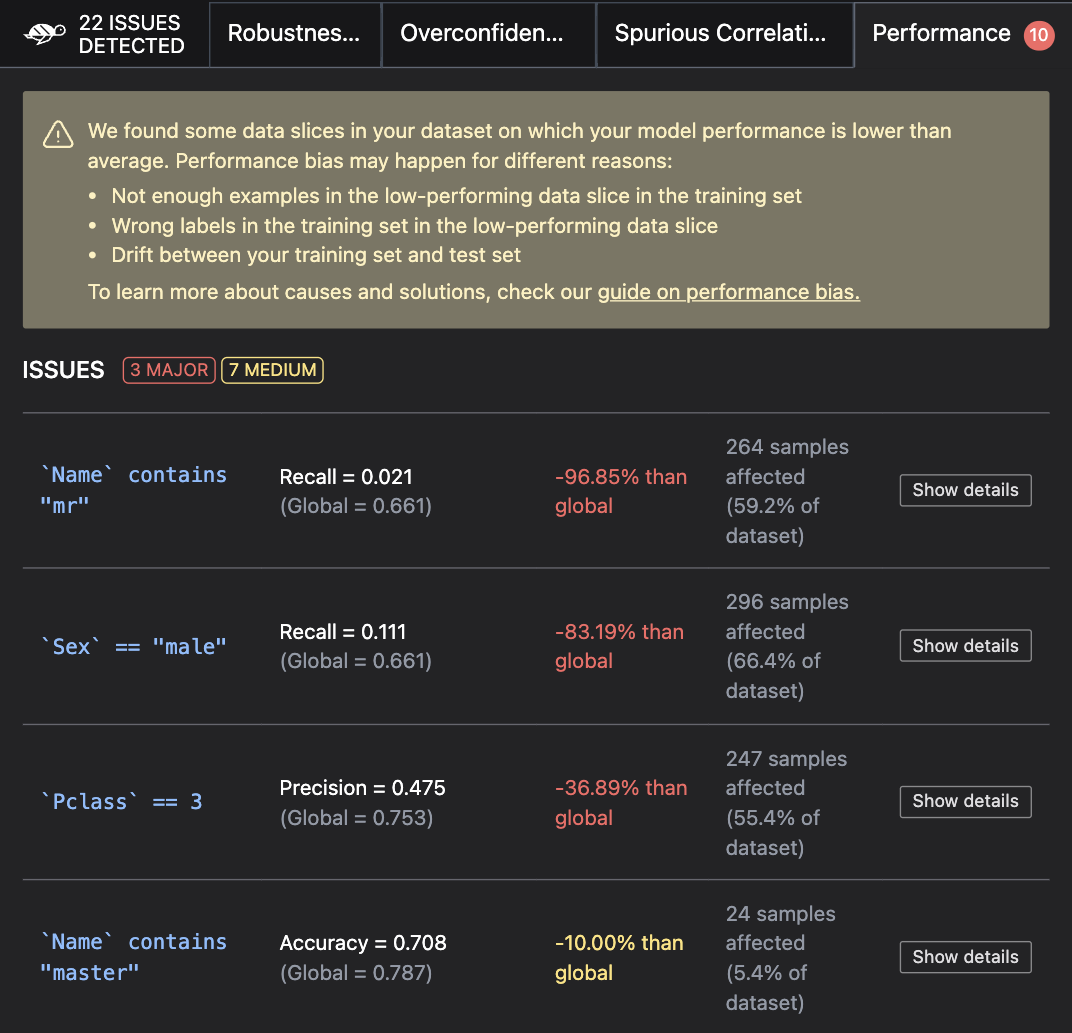 22 ISSUES
DETECTED
Robustnes...
Overconfiden...
Spurious Correlati...
Performance 10
We found some data slices in your dataset on which your model performance is lower than
average. Performance bias may happen for different reasons:
• Not enough examples in the low-performing data slice in the training set
• Wrong labels in the training set in the low-performing data slice
• Drift between your training set and test set
To learn more about causes and solutions, check our guide on performance bias.
ISSUES 3 MAJOR 7 MEDIUM
`Name` contains
"mr"
Recall = 0.021
(Global = 0.661)
-96.85% than
global
264 samples
affected
(59.2% of
dataset)
Show details
`Sex` == "male"
Recall = 0.111
(Global = 0.661)
-83.19% than
global
296 samples
affected
(66.4% of
dataset)
Show details
`Pclass` == 3
Precision = 0.475
(Global = 0.753)
-36.89% than
global
247 samples
affected
(55.4% of
dataset)
Show details
`Name` contains
"master"
Accuracy = 0.708
(Global = 0.787)
-10.00% than
global
24 samples
affected
(5.4% of
dataset)
Show details